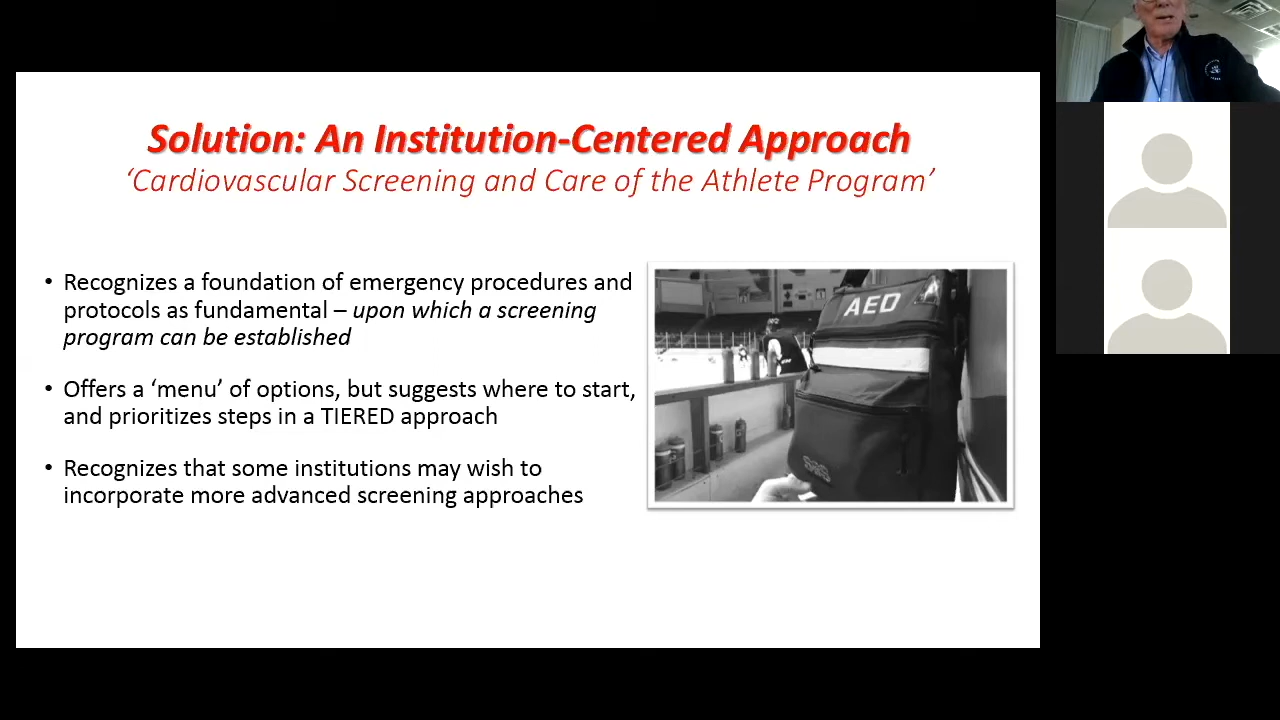 Solution: An Institution-Centered Approach
‘Cardiovascular Screening and Care of the Athlete Program’
• Recognizes a foundation of emergency procedures and
protocols as fundamental – upon which a screening
program can be established
• Offers a ‘menu’ of options, but suggests where to start,
and prioritizes steps in a TIERED approach
• Recognizes that some institutions may wish to
incorporate more advanced screening approaches
AED